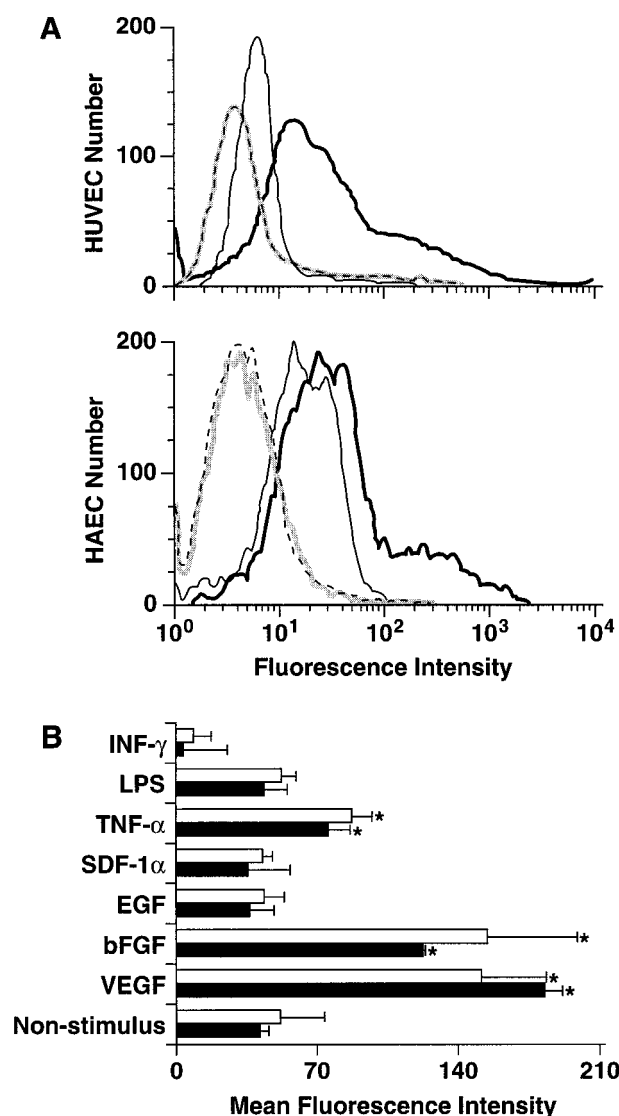 A
200
100
0
HUVEC Number
200
100
0
HAEC Number
10⁰ 10¹ 10² 10³ 10⁴
Fluorescence Intensity
B
INF-γ
LPS
TNF-α
* *
SDF-1α
EGF
bFGF
* *
VEGF
* *
Non-stimulus
0 70 140 210
Mean Fluorescence Intensity